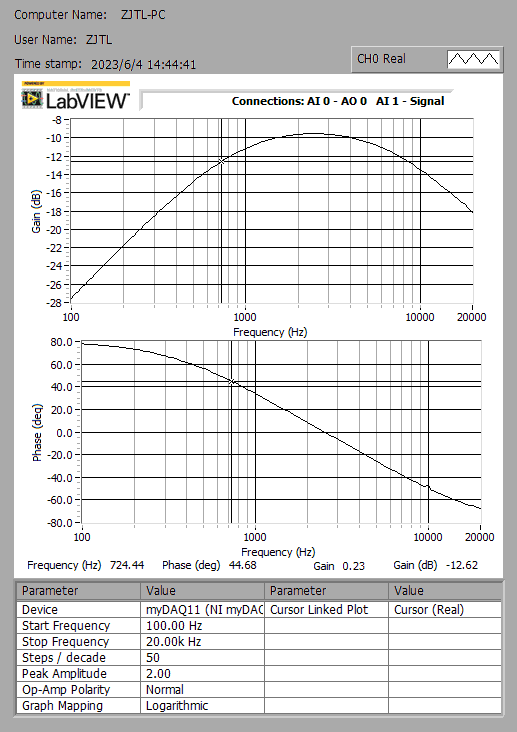 Computer Name: ZJTL-PC
User Name: ZJTL
Time stamp: 2023/6/4 14:44:41
CH0 Real
POWERED BY NATIONAL INSTRUMENTS
LabVIEW™
Connections: AI 0 - AO 0 AI 1 - Signal
-8
-10
-12
-14
-16
-18
-20
-22
-24
-26
-28
Gain (dB)
100 1000 10000 20000
Frequency (Hz)
80.0
60.0
40.0
20.0
0.0
-20.0
-40.0
-60.0
-80.0
Phase (deg)
100 1000 10000 20000
Frequency (Hz)
Frequency (Hz) 724.44 Phase (deg) 44.68 Gain 0.23 Gain (dB) -12.62
Parameter Value Parameter Value
Device myDAQ11 (NI myDAQ Cursor Linked Plot Cursor (Real)
Start Frequency 100.00 Hz
Stop Frequency 20.00k Hz
Steps / decade 50
Peak Amplitude 2.00
Op-Amp Polarity Normal
Graph Mapping Logarithmic